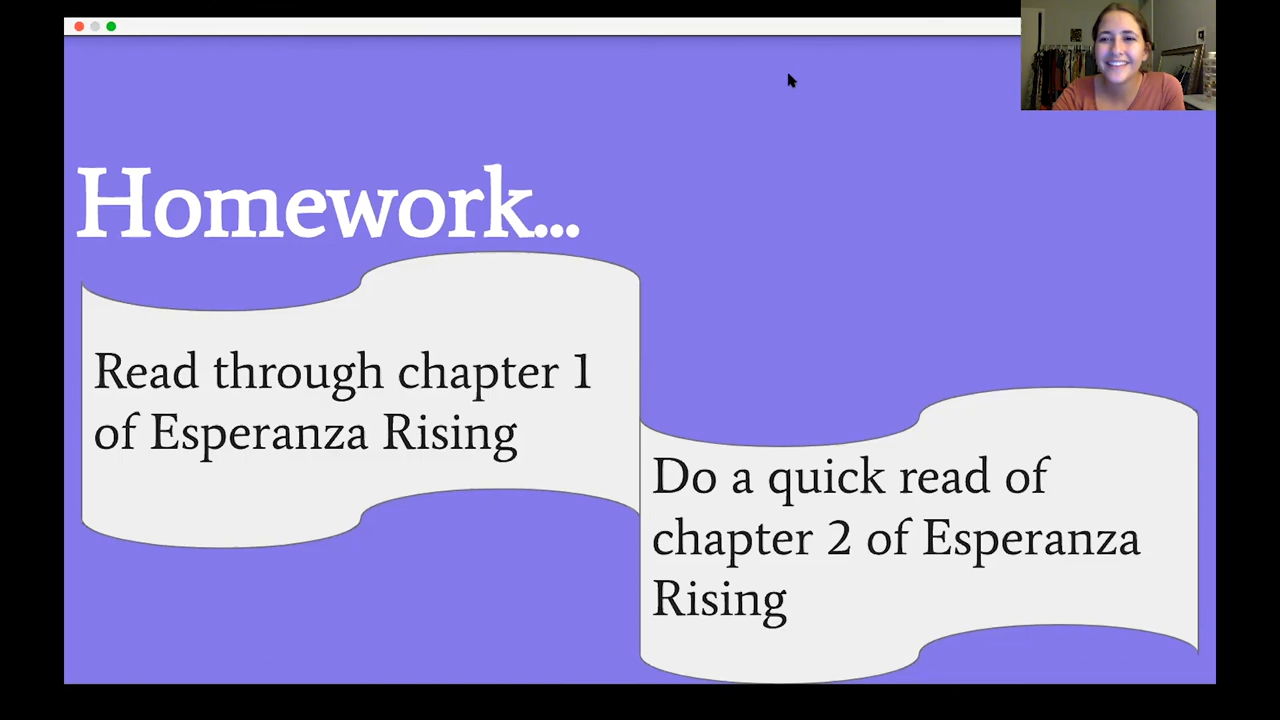 Homework...
Read through chapter 1
of Esperanza Rising
Do a quick read of
chapter 2 of Esperanza
Rising